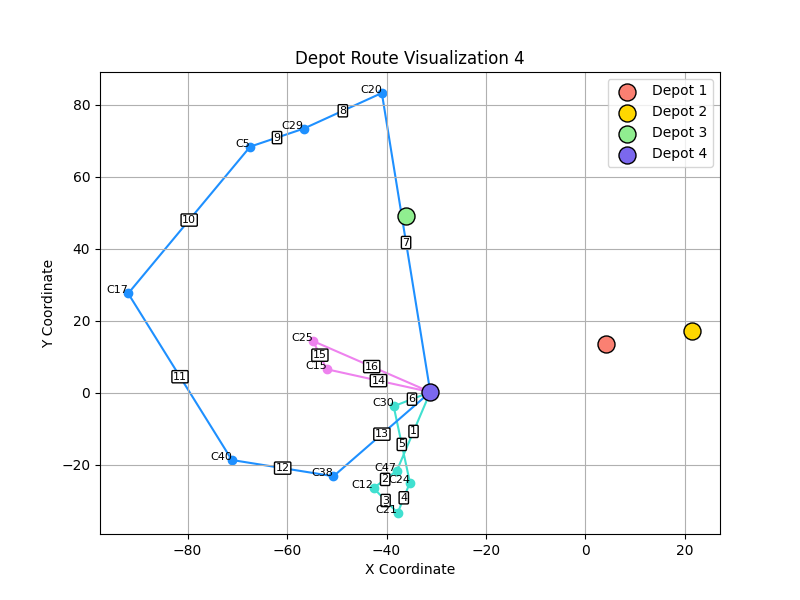 Depot Route Visualization 4
Depot 1
Depot 2
Depot 3
Depot 4
Y Coordinate
80
60
40
20
0
−20
−80
−60
−40
−20
0
20
X Coordinate
C20
8
C29
9
C5
10
7
C17
C25
15
16
C15
14
11
6
C30
1
13
5
C40
12
C38
C47
2
C24
C12
3
4
C21